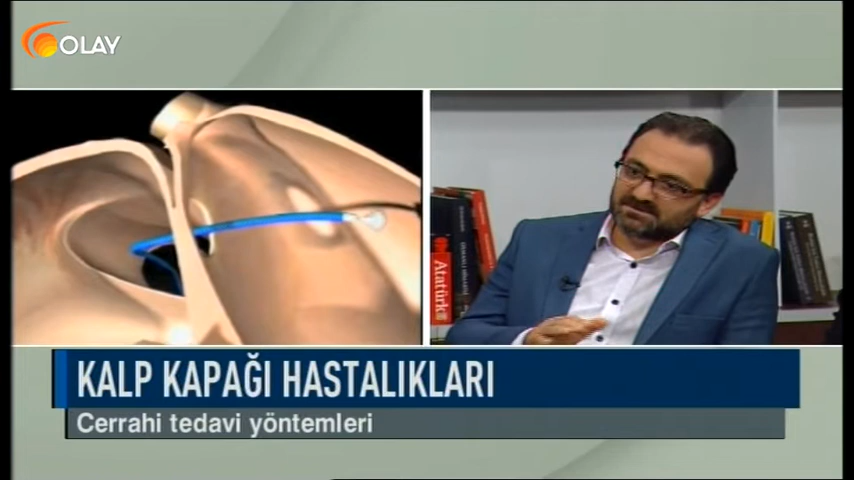 OLAY
Atatürk
KALP KAPAĞI HASTALIKLARI
Cerrahi tedavi yöntemleri